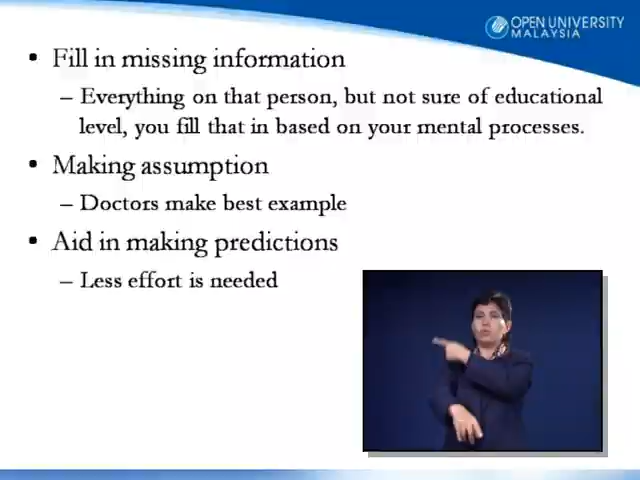 OPEN UNIVERSITY
MALAYSIA
• Fill in missing information
– Everything on that person, but not sure of educational
level, you fill that in based on your mental processes.
• Making assumption
– Doctors make best example
• Aid in making predictions
– Less effort is needed